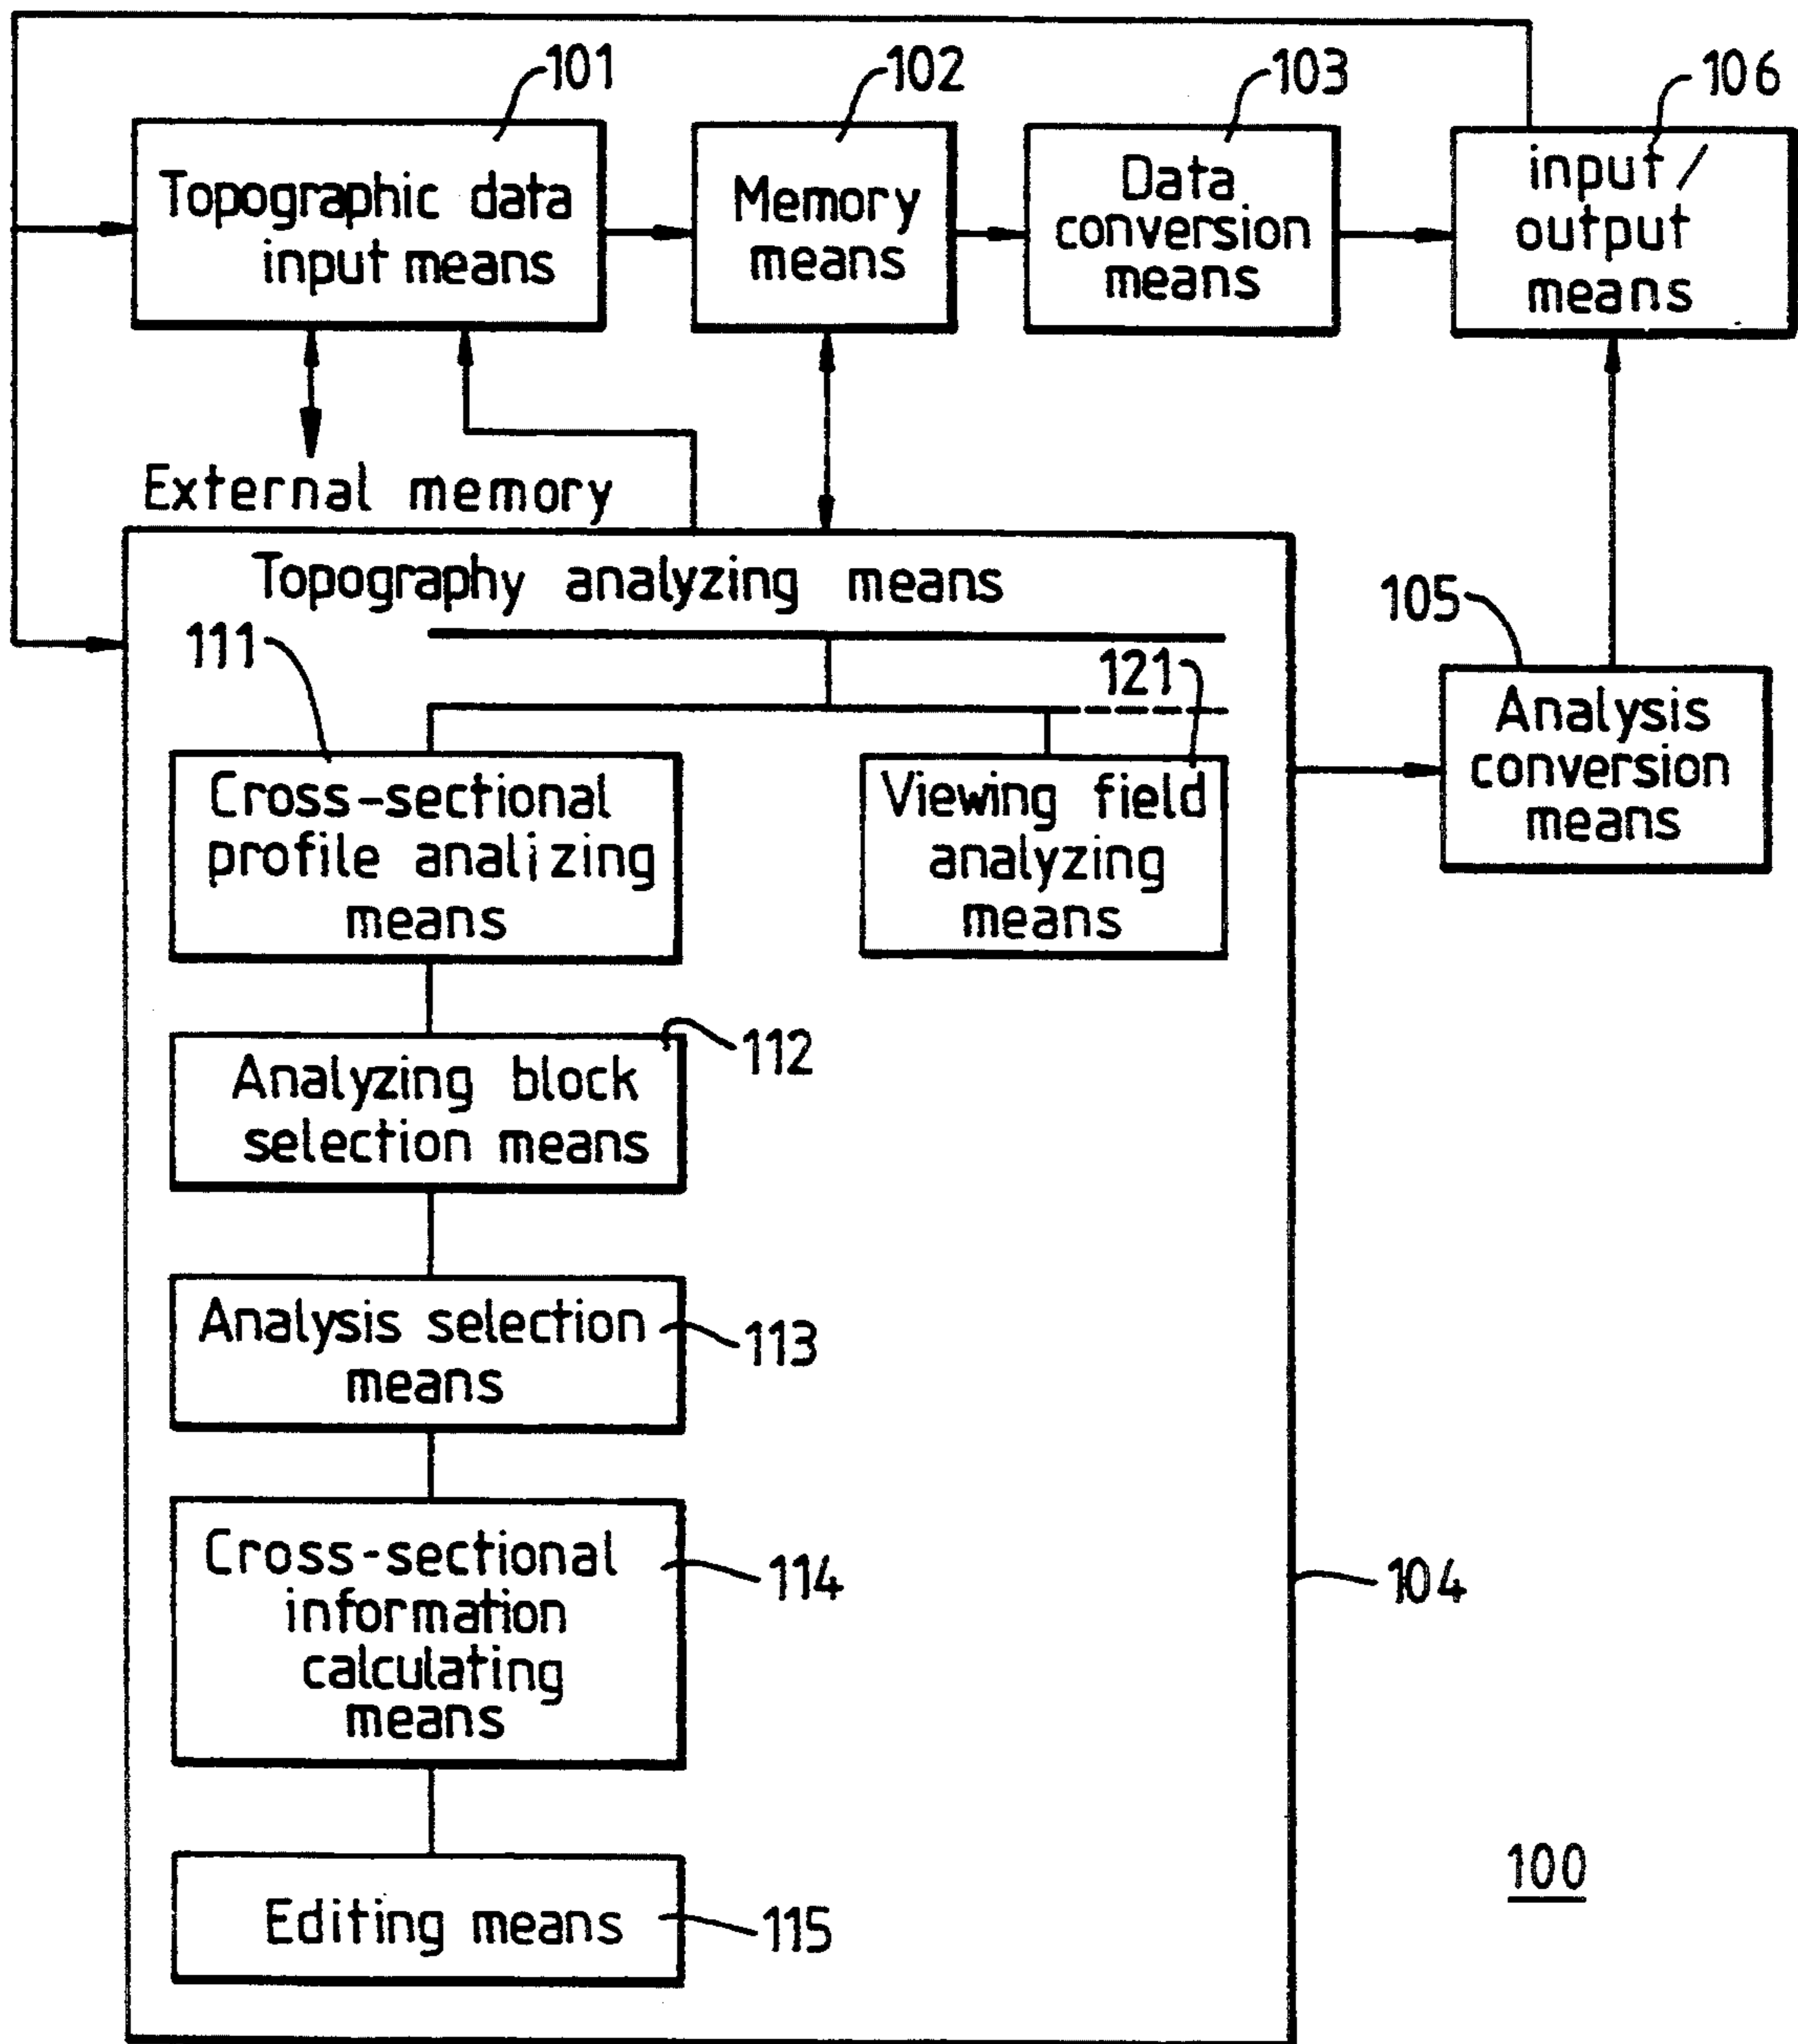 101
102
103
106
Topographic data
input means
Memory
means
Data
conversion
means
input /
output
means
External memory
Topography analyzing means
105
111
121
Analysis
conversion
means
Cross-sectional
profile analizing
means
Viewing field
analyzing
means
112
Analyzing block
selection means
Analysis selection
means
113
Cross-sectional
information
calculating
means
114
104
100
Editing means
115